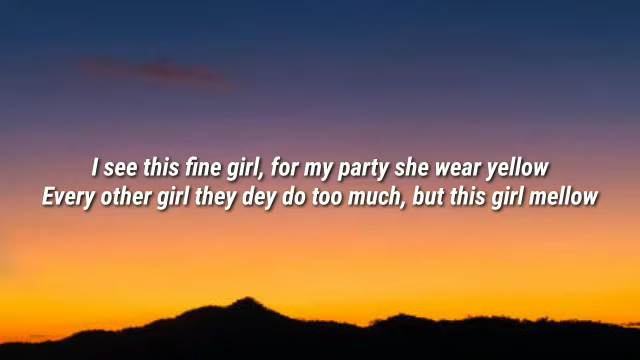 I see this fine girl, for my party she wear yellow
Every other girl they dey do too much, but this girl mellow